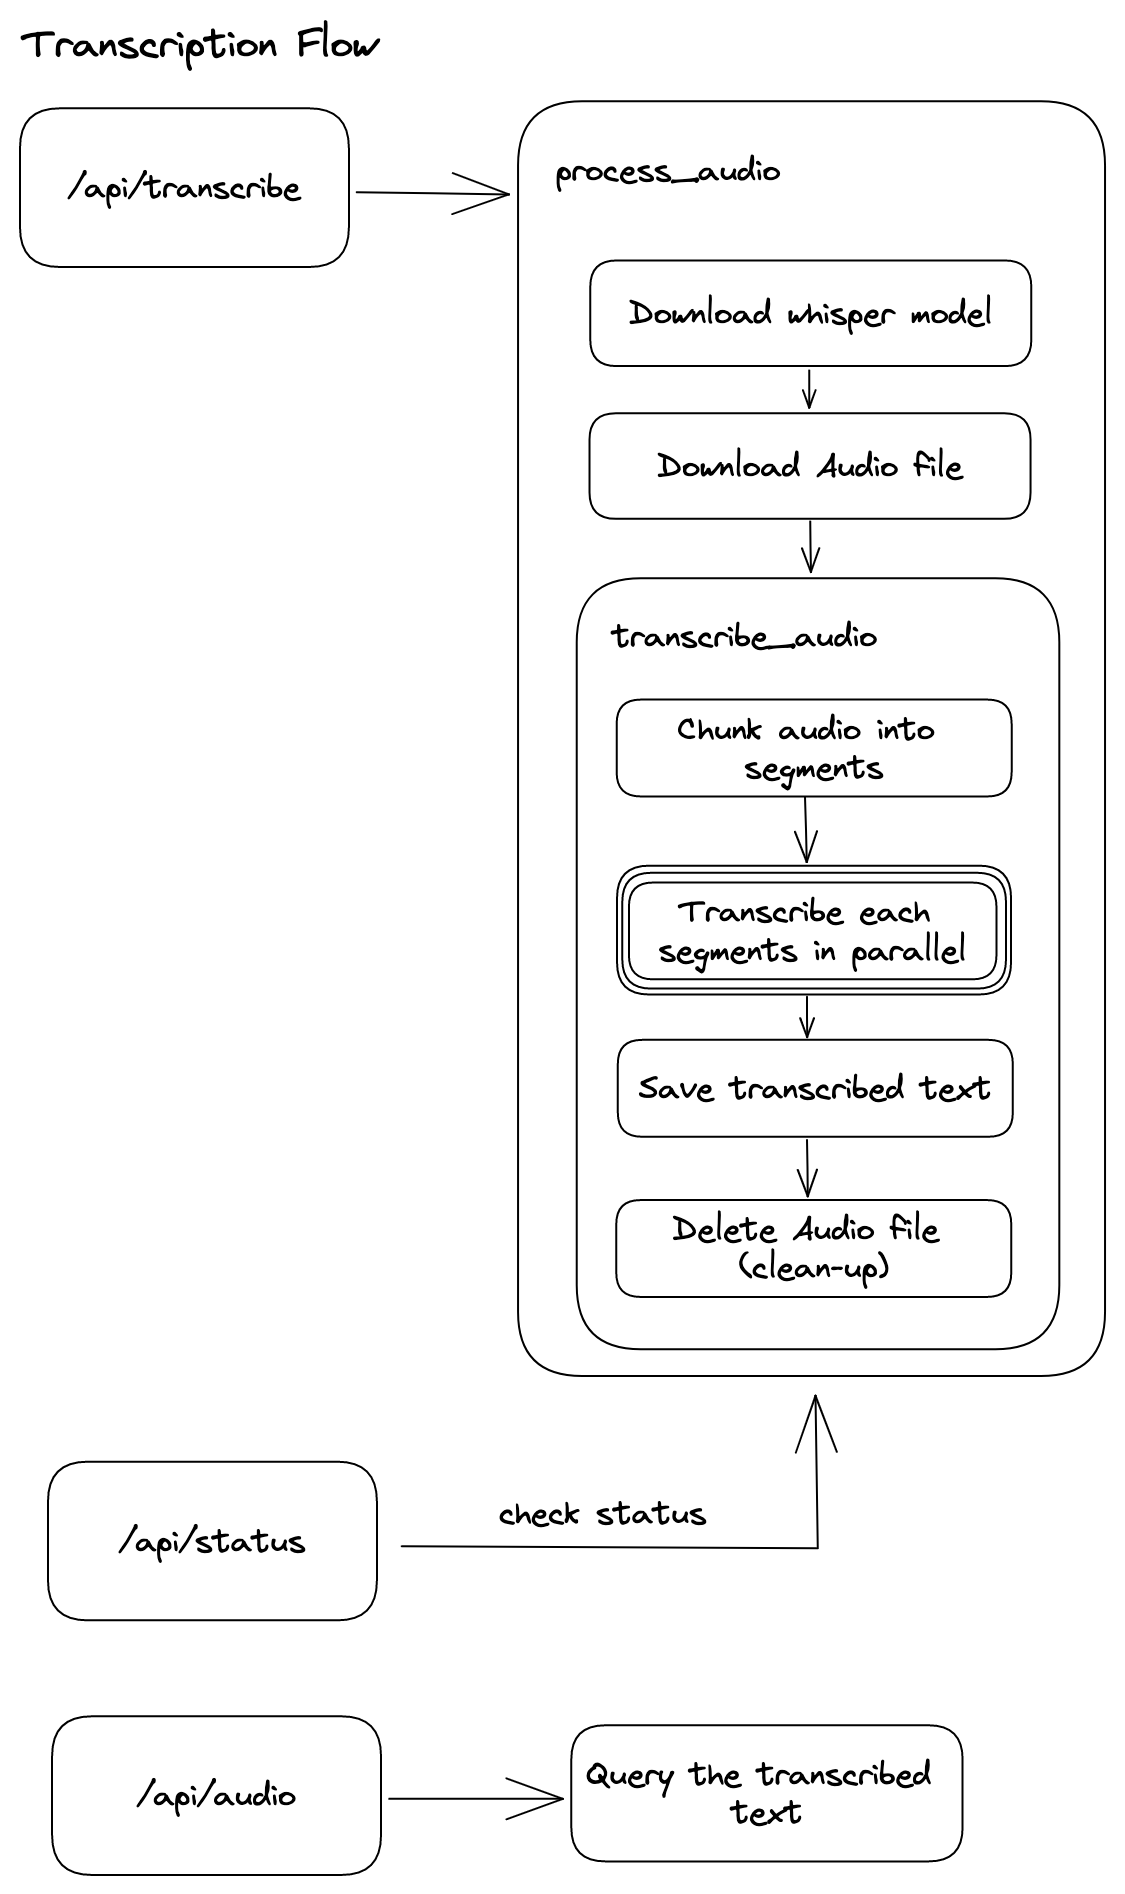 Transcription Flow
/api/transcribe
process_audio
Download whisper model
Download Audio file
transcribe_audio
Chunk audio into
segments
Transcribe each
segments in parallel
Save transcribed text
Delete Audio file
(clean-up)
check status
/api/status
/api/audio
Query the transcribed
text